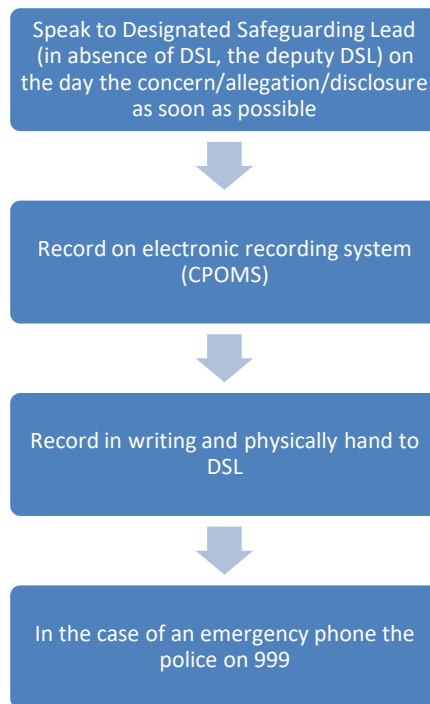 Speak to Designated Safeguarding Lead
(in absence of DSL, the deputy DSL) on
the day the concern/allegation/disclosure
as soon as possible
Record on electronic recording system
(CPOMS)
Record in writing and physically hand to
DSL
In the case of an emergency phone the
police on 999